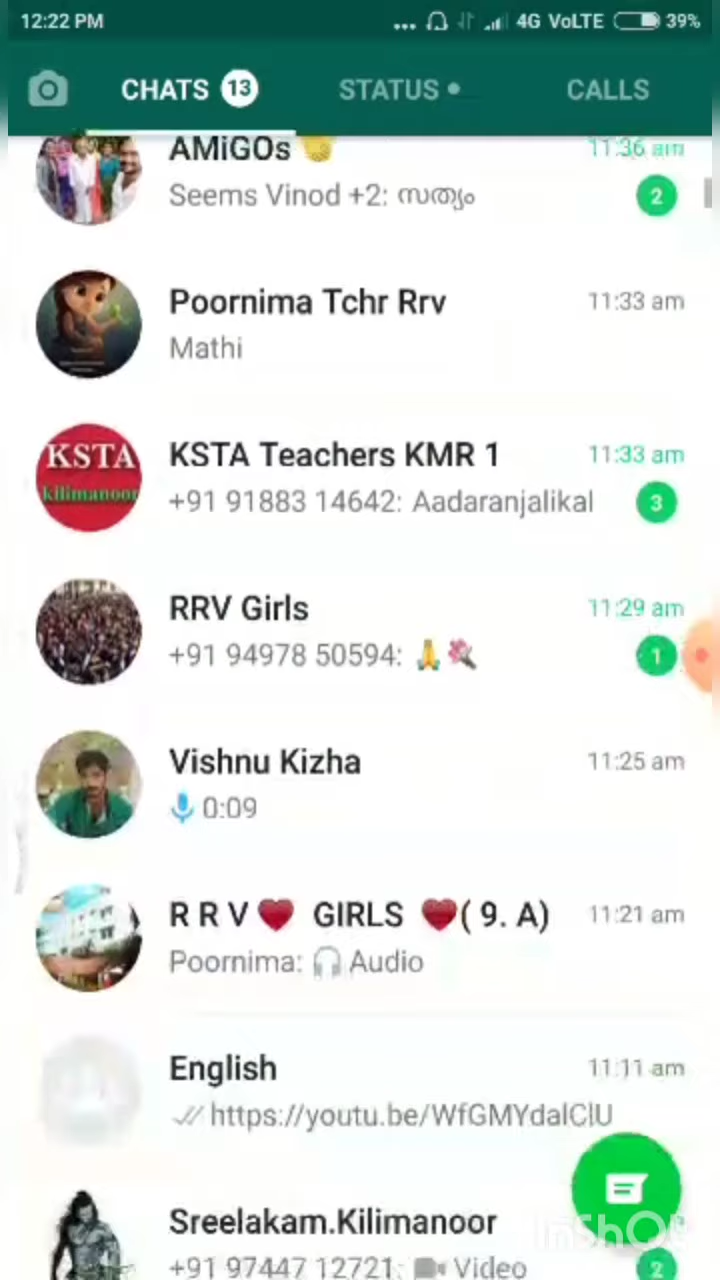 12:22 PM ... 4G VoLTE 39%
CHATS 13 STATUS CALLS
AMiGOs 11:36 am
Seems Vinod +2: സത്യം 2
Poornima Tchr Rrv 11:33 am
Mathi
KSTA kilimanoor
KSTA Teachers KMR 1 11:33 am
+91 91883 14642: Aadaranjalikal 3
RRV Girls 11:29 am
+91 94978 50594: 🙏💐 1
Vishnu Kizha 11:25 am
0:09
R R V❤️ GIRLS ❤️( 9. A) 11:21 am
Poornima: 🎧 Audio
English 11:11 am
https://youtu.be/WfGMYdalClU
Sreelakam.Kilimanoor
+91 97447 12721: Video 2
InShOt